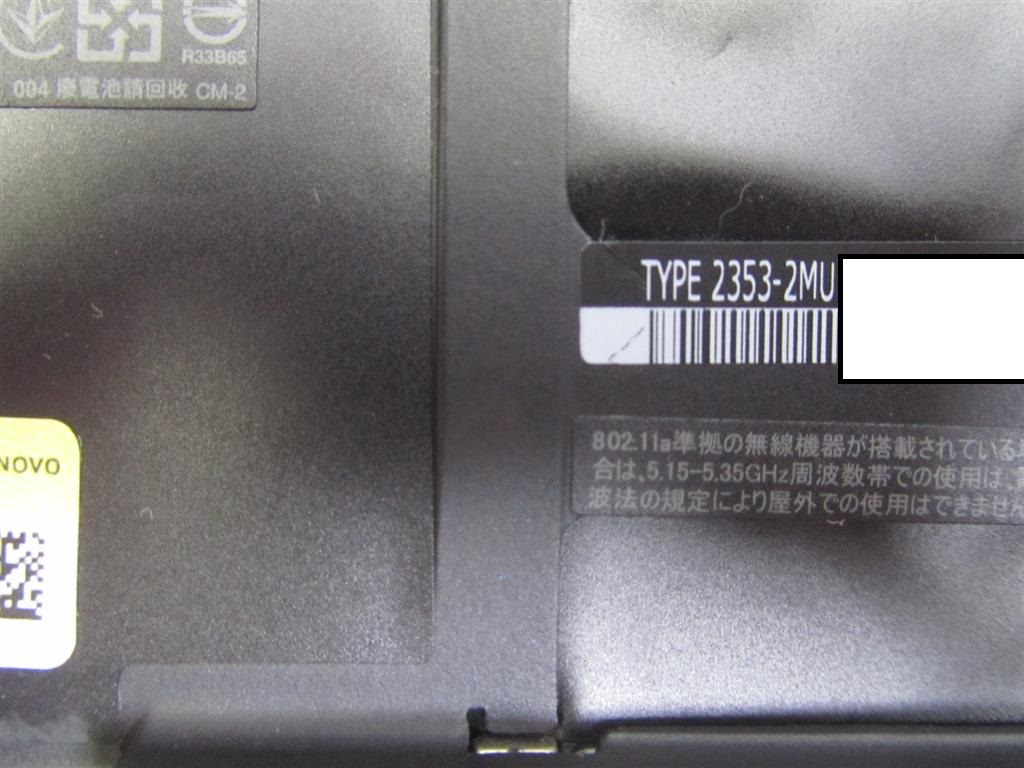 R33B65
004 廢電池請回收 CM-2
TYPE 2353-2MU
NOVO
802.11a準拠の無線機器が搭載されている
合は、5.15-5.35GHz周波数帯での使用は、
波法の規定により屋外での使用はできません